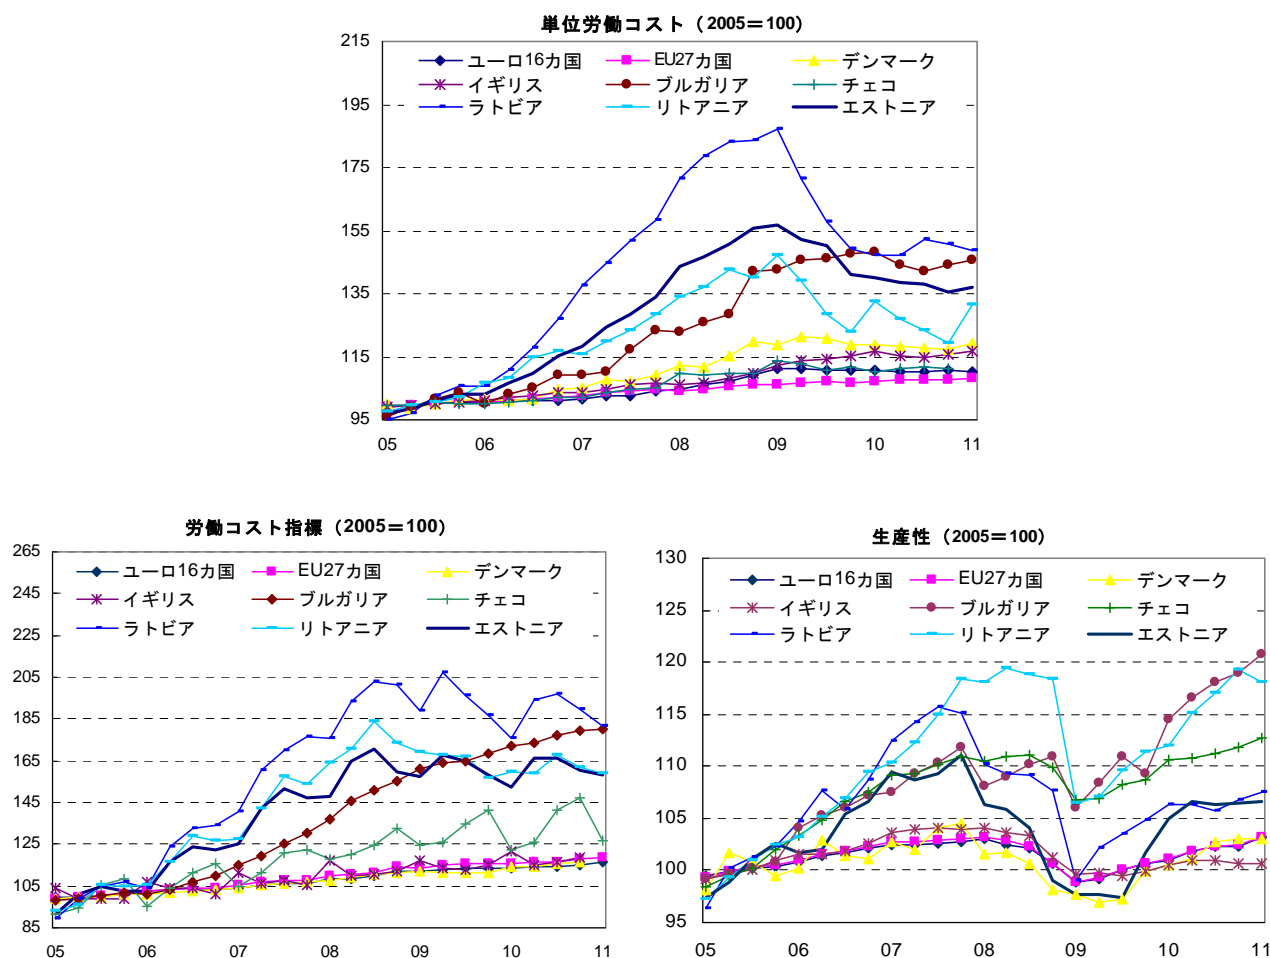 単位労働コスト（2005＝100）
215
195
175
155
135
115
95
ユーロ16カ国 EU27カ国 デンマーク
イギリス ブルガリア チェコ
ラトビア リトアニア エストニア
05 06 07 08 09 10 11
労働コスト指標（2005＝100）
265
245
225
205
185
165
145
125
105
85
ユーロ16カ国 EU27カ国 デンマーク
イギリス ブルガリア チェコ
ラトビア リトアニア エストニア
05 06 07 08 09 10 11
生産性（2005＝100）
130
125
120
115
110
105
100
95
ユーロ16カ国 EU27カ国 デンマーク
イギリス ブルガリア チェコ
ラトビア リトアニア エストニア
05 06 07 08 09 10 11